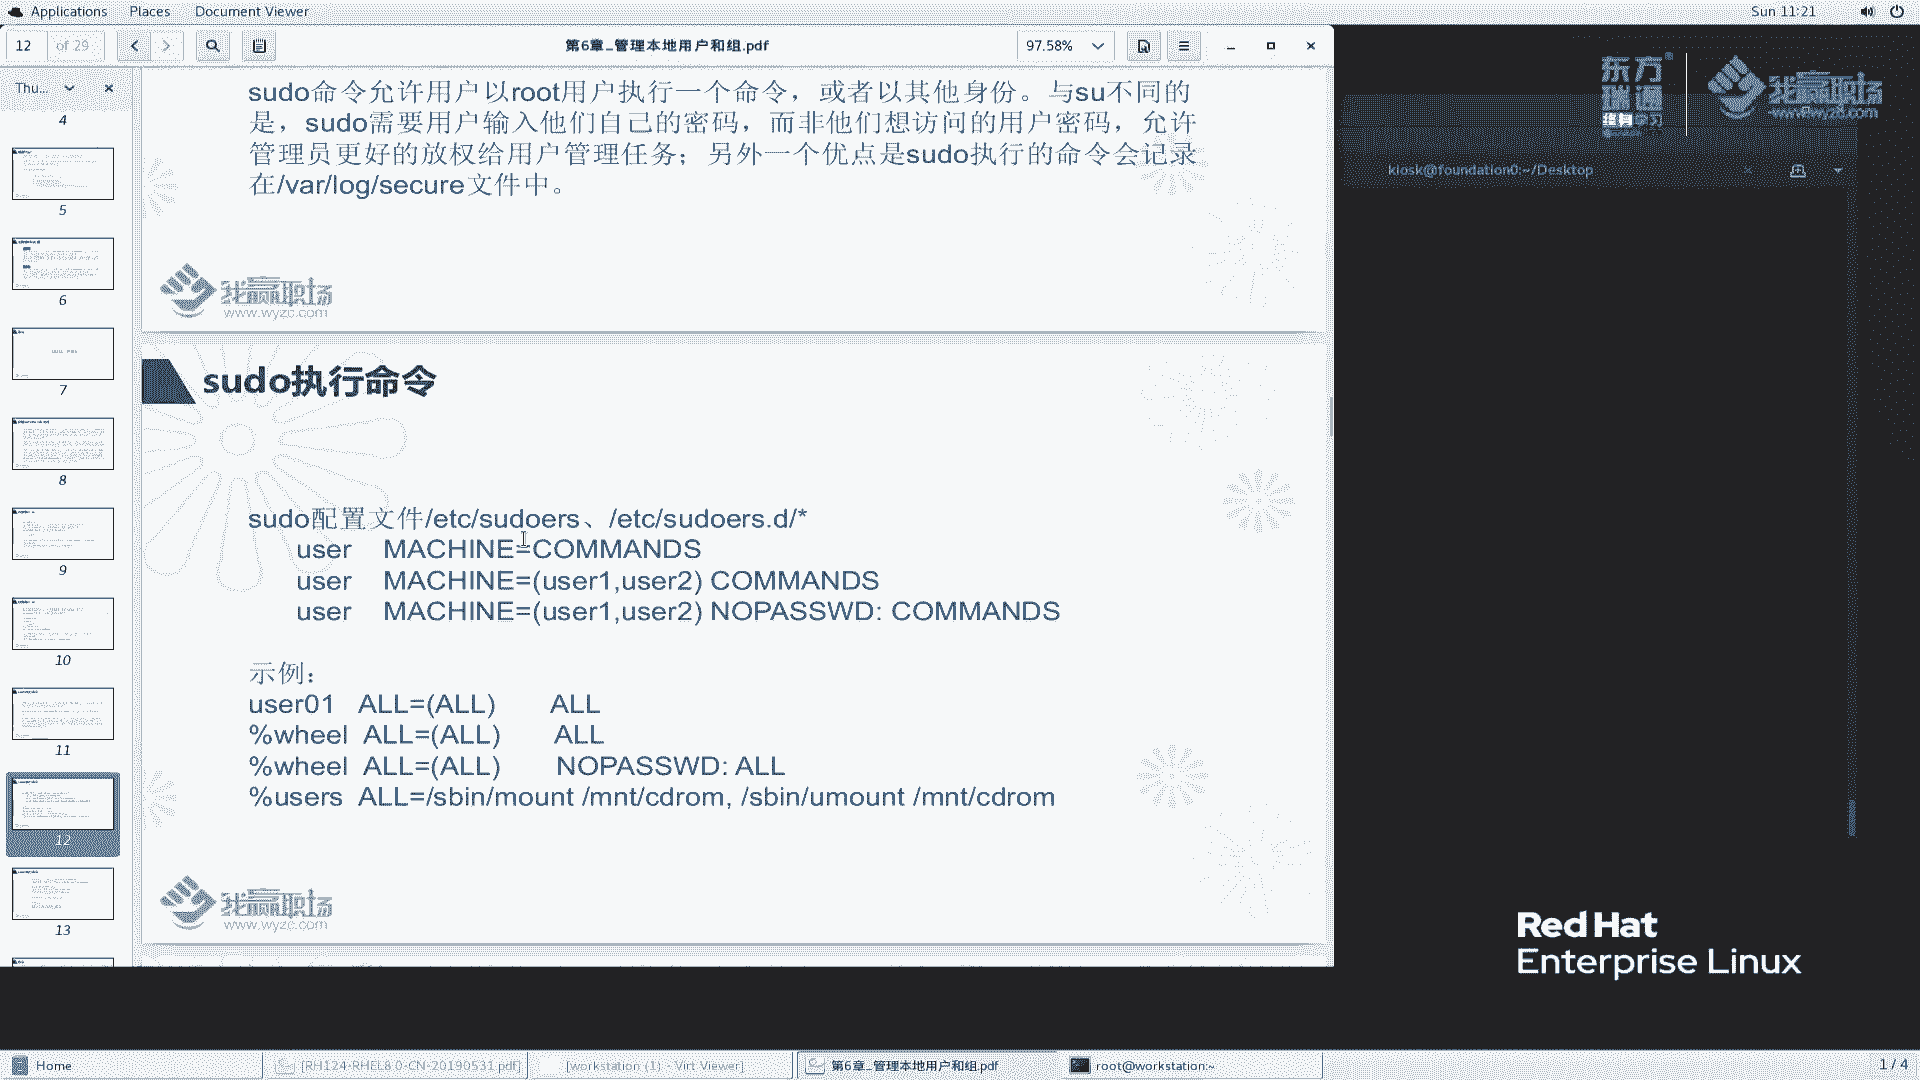 Applications Places Document Viewer Sun 11:21
12 of 29 第6章_管理本地用户和组.pdf 97.58%
Thu...
4
5
6
7
8
9
10
11
12
13
sudo命令允许用户以root用户执行一个命令，或者以其他身份。与su不同的
是，sudo需要用户输入他们自己的密码，而非他们想访问的用户密码，允许
管理员更好的放权给用户管理任务；另外一个优点是sudo执行的命令会记录
在/var/log/secure文件中。
我赢职场
www.wyzc.com
sudo执行命令
sudo配置文件/etc/sudoers、/etc/sudoers.d/*
user MACHINE=COMMANDS
user MACHINE=(user1,user2) COMMANDS
user MACHINE=(user1,user2) NOPASSWD: COMMANDS
示例：
user01 ALL=(ALL) ALL
%wheel ALL=(ALL) ALL
%wheel ALL=(ALL) NOPASSWD: ALL
%users ALL=/sbin/mount /mnt/cdrom, /sbin/umount /mnt/cdrom
我赢职场
www.wyzc.com
东方
瑞通
终身学习
我赢职场
www.wyzc.com
kiosk@foundation0:~/Desktop
Red Hat
Enterprise Linux
Home [RH124-RHEL8.0-CN-20190531.pdf] [workstation (1) - Virt Viewer] 第6章_管理本地用户和组.pdf root@workstation:~ 1 / 4